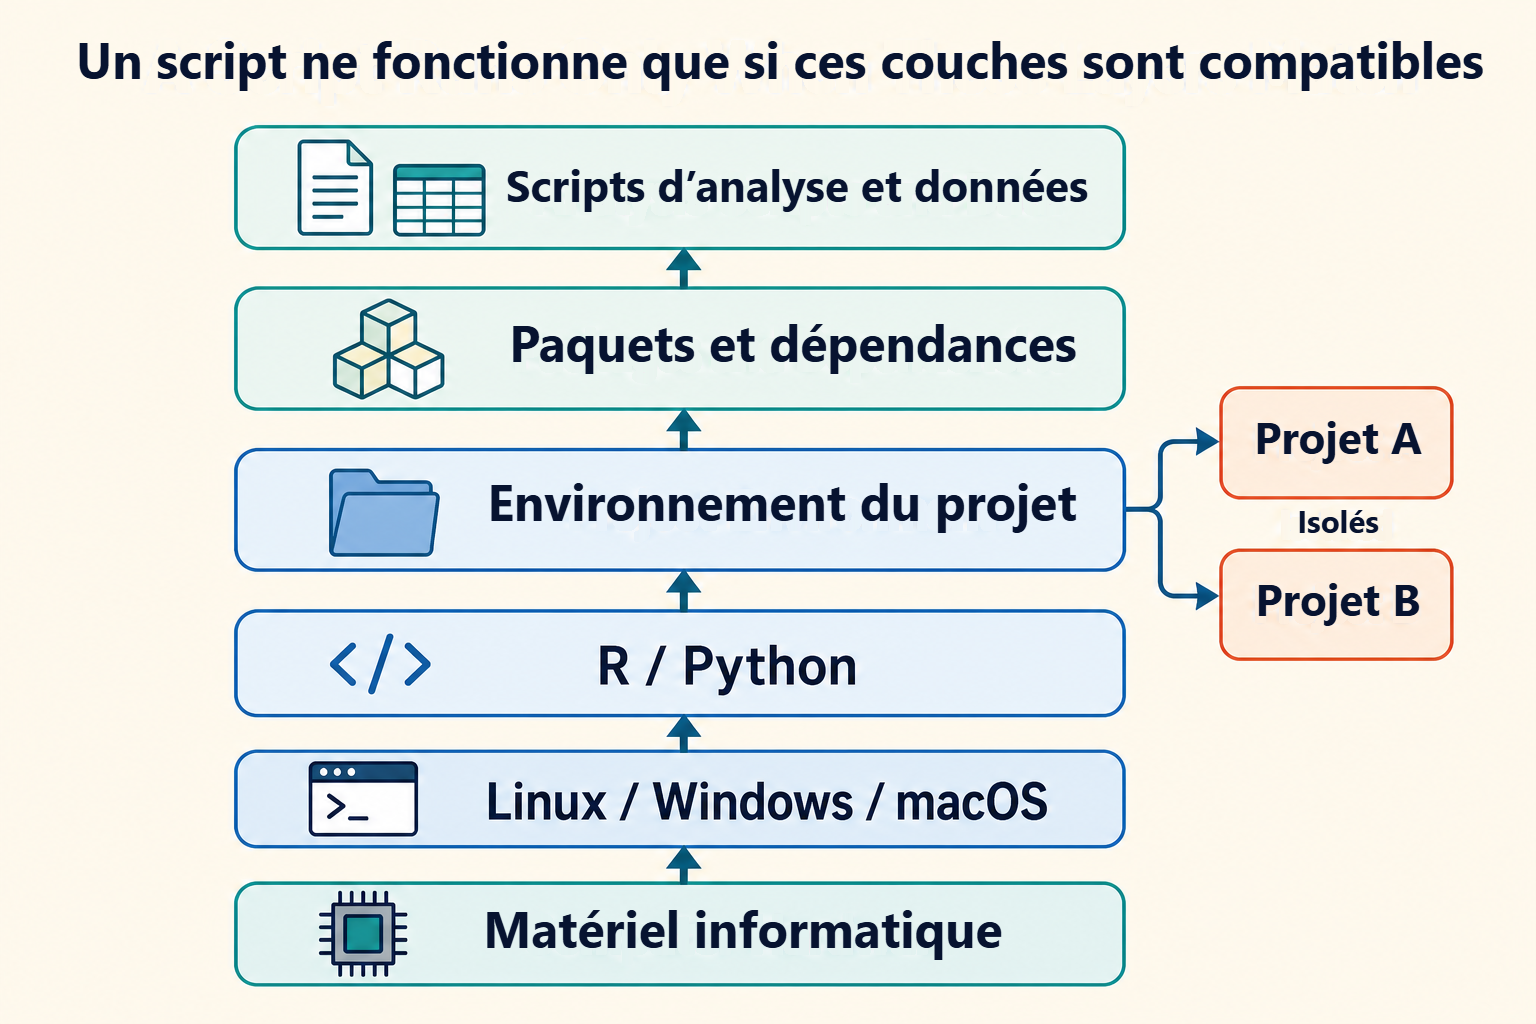 Un script ne fonctionne que si ces couches sont compatibles
Scripts d’analyse et données
Paquets et dépendances
Environnement du projet
Projet A
Isolés
Projet B
R / Python
Linux / Windows / macOS
Matériel informatique